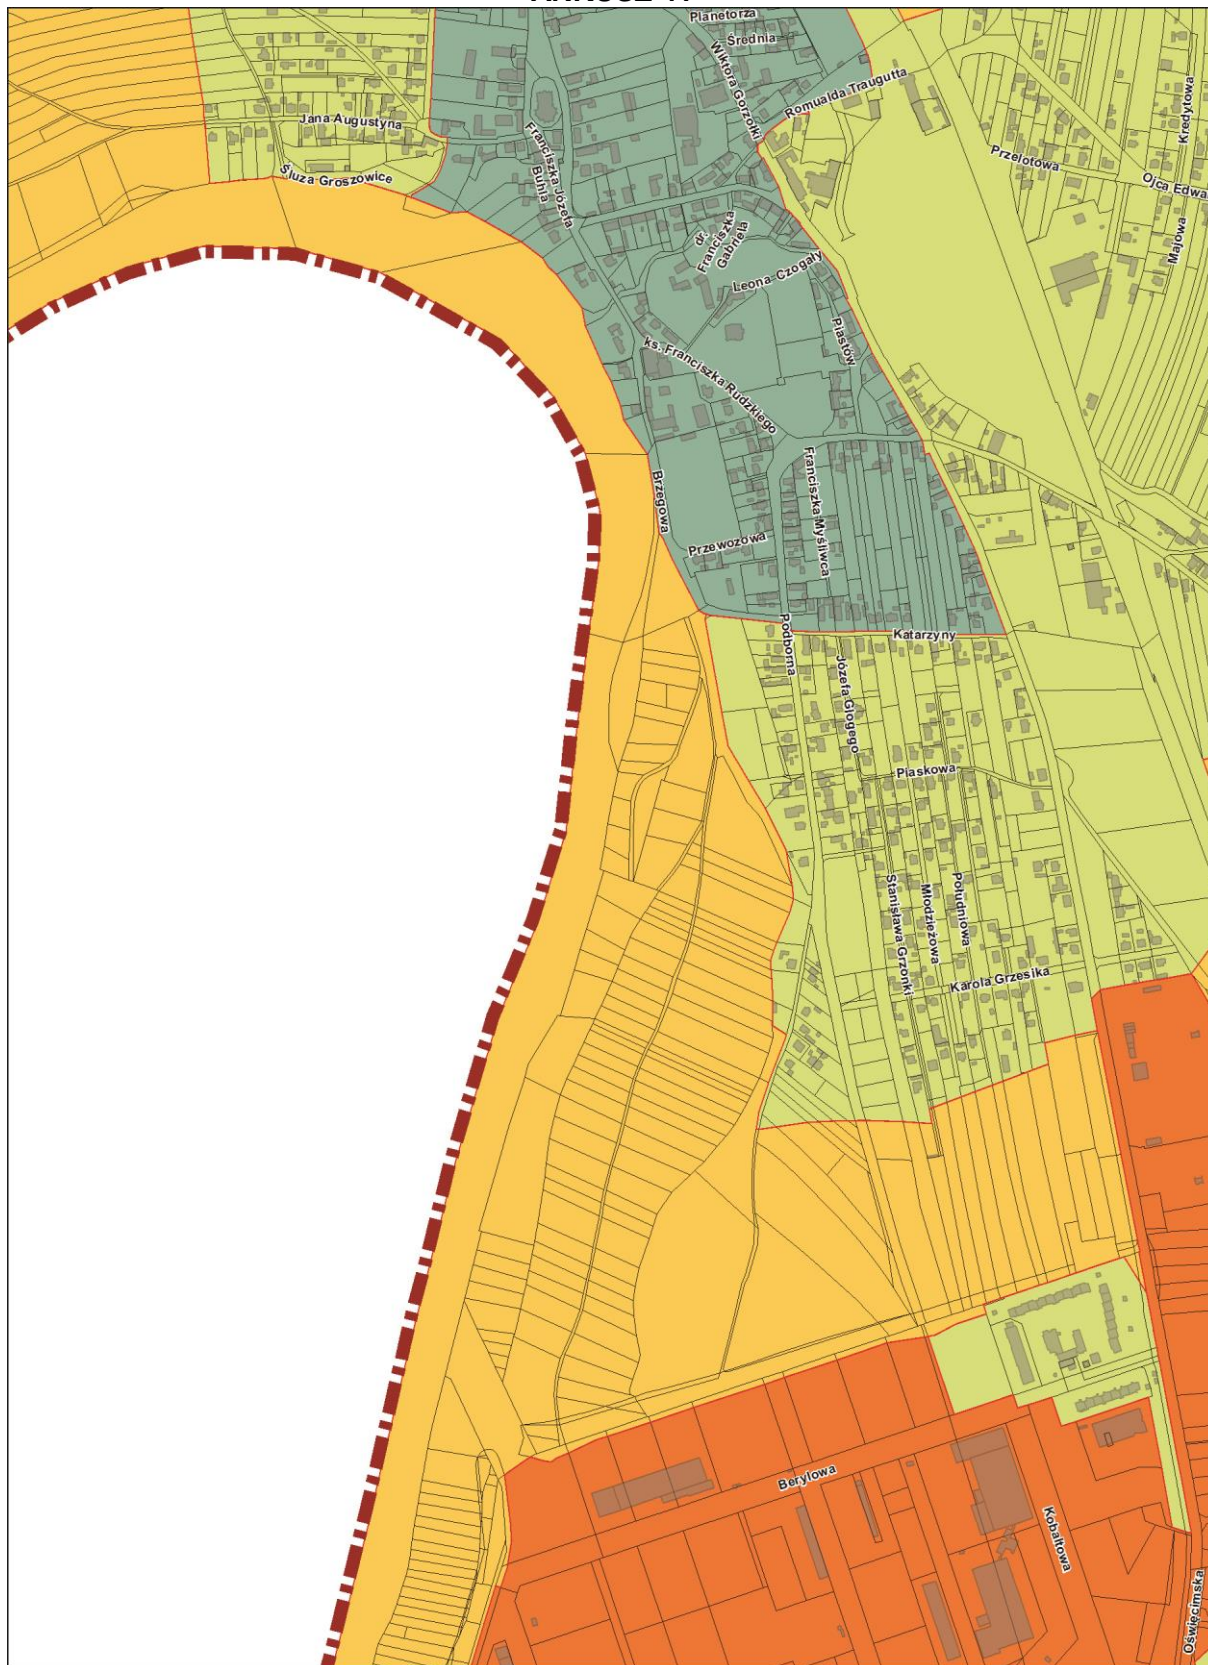 Planetorza
Średnia
Wiktora Gorzołki
Romualda Traugutta
Kredytowa
Jana Augustyna
Franciszka Józefa
Buhla
Przelotowa
Śluza Groszowice
Ojca Edwa
Majowa
dr.
Franciszka
Gabriela
Leona Czogały
Piastów
ks. Franciszka Rudzkiego
Brzegowa
Franciszka Myśliwca
Przewozowa
Podborna
Katarzyny
Józefa Glogego
Piaskowa
Stanisława Grzonki
Młodzieżowa
Południowa
Karola Grzesika
Berylowa
Kobaltowa
Oświęcimska